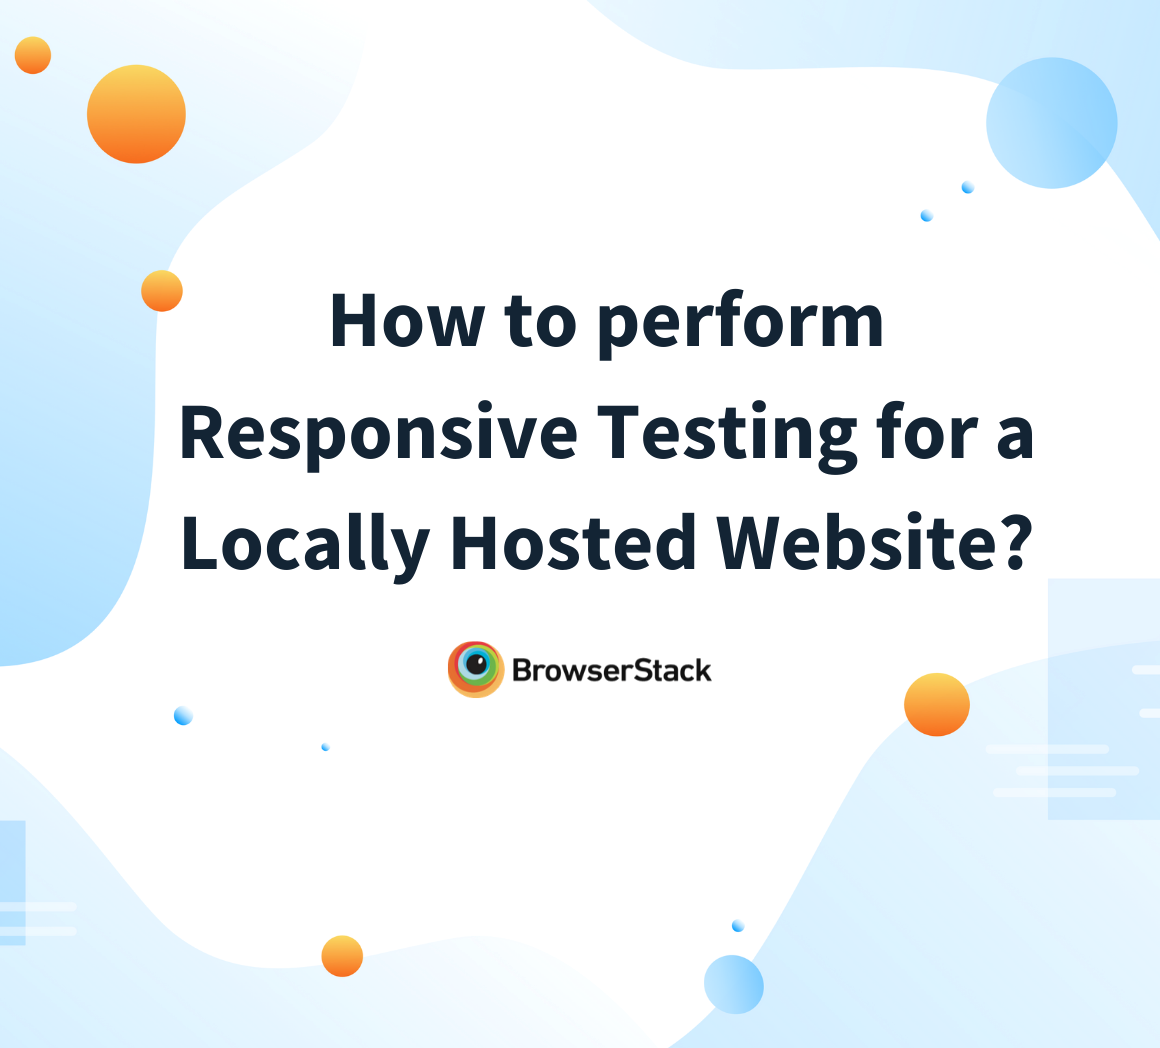 How to perform
Responsive Testing for a
Locally Hosted Website?
BrowserStack